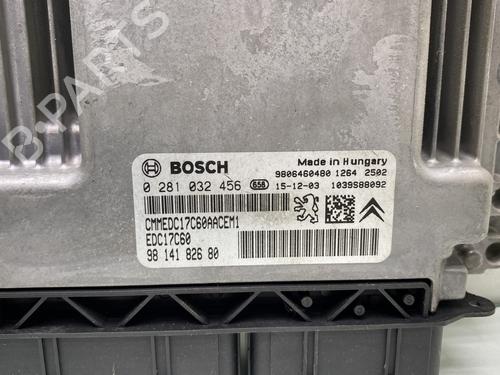 B-PARTS
BOSCH
Made in Hungary
9806460480 1264 2502
0 281 032 456 656 15-12-03 1039S88092
CMMEDC17C60AACEM1
EDC17C60
98 141 826 80